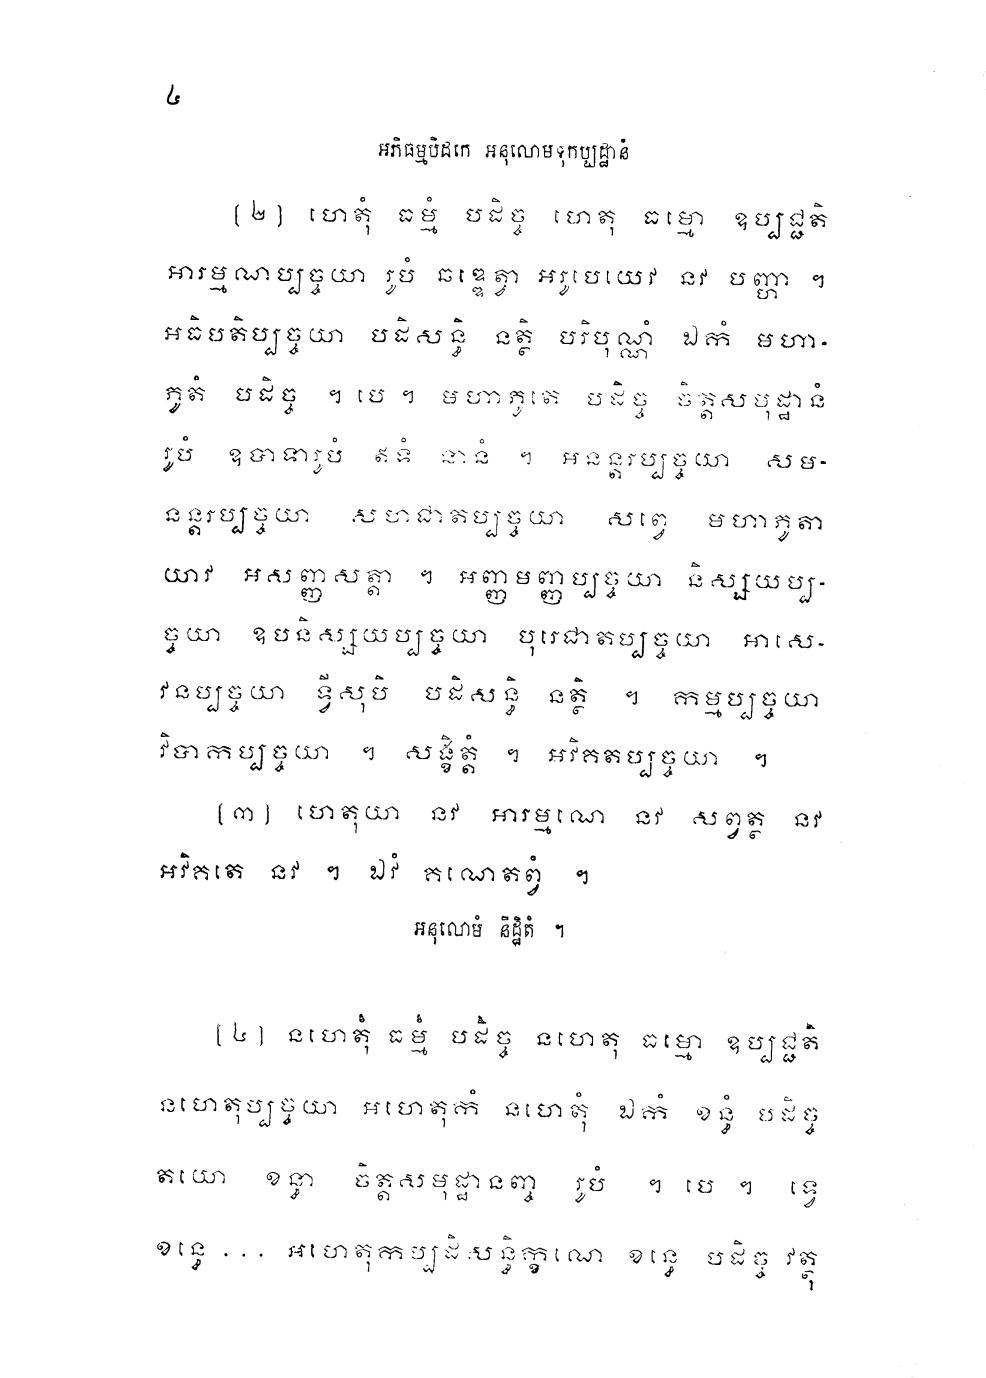 ៤
អភិធម្មបិដកេ អនុលោមទុកប្បដ្ឋានំ
[២] ហេតុំ ធម្មំ បដិច្ច ហេតុ ធម្មោ ឧប្បជ្ជតិ
អារម្មណប្បច្ចយា រូបំ ឆឌ្ឌេត្វា អរូបេយេវ នវ បញ្ហា ។
អធិបតិប្បច្ចយា បដិសន្ធិ នត្ថិ បរិបុណ្ណំ ឯកំ មហា-
ភូតំ បដិច្ច ។ បេ ។ មហាភូតេ បដិច្ច ចិត្តសមុដ្ឋានំ
រូបំ ឧបាទារូបំ ឥទំ នានំ ។ អនន្តរប្បច្ចយា សម-
នន្តរប្បច្ចយា សហជាតប្បច្ចយា សព្វេ មហាភូតា
យាវ អសញ្ញសត្តា ។ អញ្ញមញ្ញប្បច្ចយា និស្សយប្ប-
ច្ចយា ឧបនិស្សយប្បច្ចយា បុរេជាតប្បច្ចយា អាសេ-
វនប្បច្ចយា ទ្វីសុបិ បដិសន្ធិ នត្ថិ ។ កម្មប្បច្ចយា
វិបាកប្បច្ចយា ។ សង្ខិត្តំ ។ អវិគតប្បច្ចយា ។
[៣] ហេតុយា នវ អារម្មណេ នវ សព្វត្ថ នវ
អវិគតេ នវ ។ ឯវំ គណេតព្វំ ។
អនុលោមំ និដ្ឋិតំ ។
[៤] នហេតុំ ធម្មំ បដិច្ច នហេតុ ធម្មោ ឧប្បជ្ជតិ
នហេតុប្បច្ចយា អហេតុកំ នហេតុំ ឯកំ ខន្ធំ បដិច្ច
តយោ ខន្ធា ចិត្តសមុដ្ឋានញ្ច រូបំ ។ បេ ។ ទ្វេ
ខន្ធេ ... អហេតុកប្បដិសន្ធិក្ខណេ ខន្ធេ បដិច្ច វត្ថុ